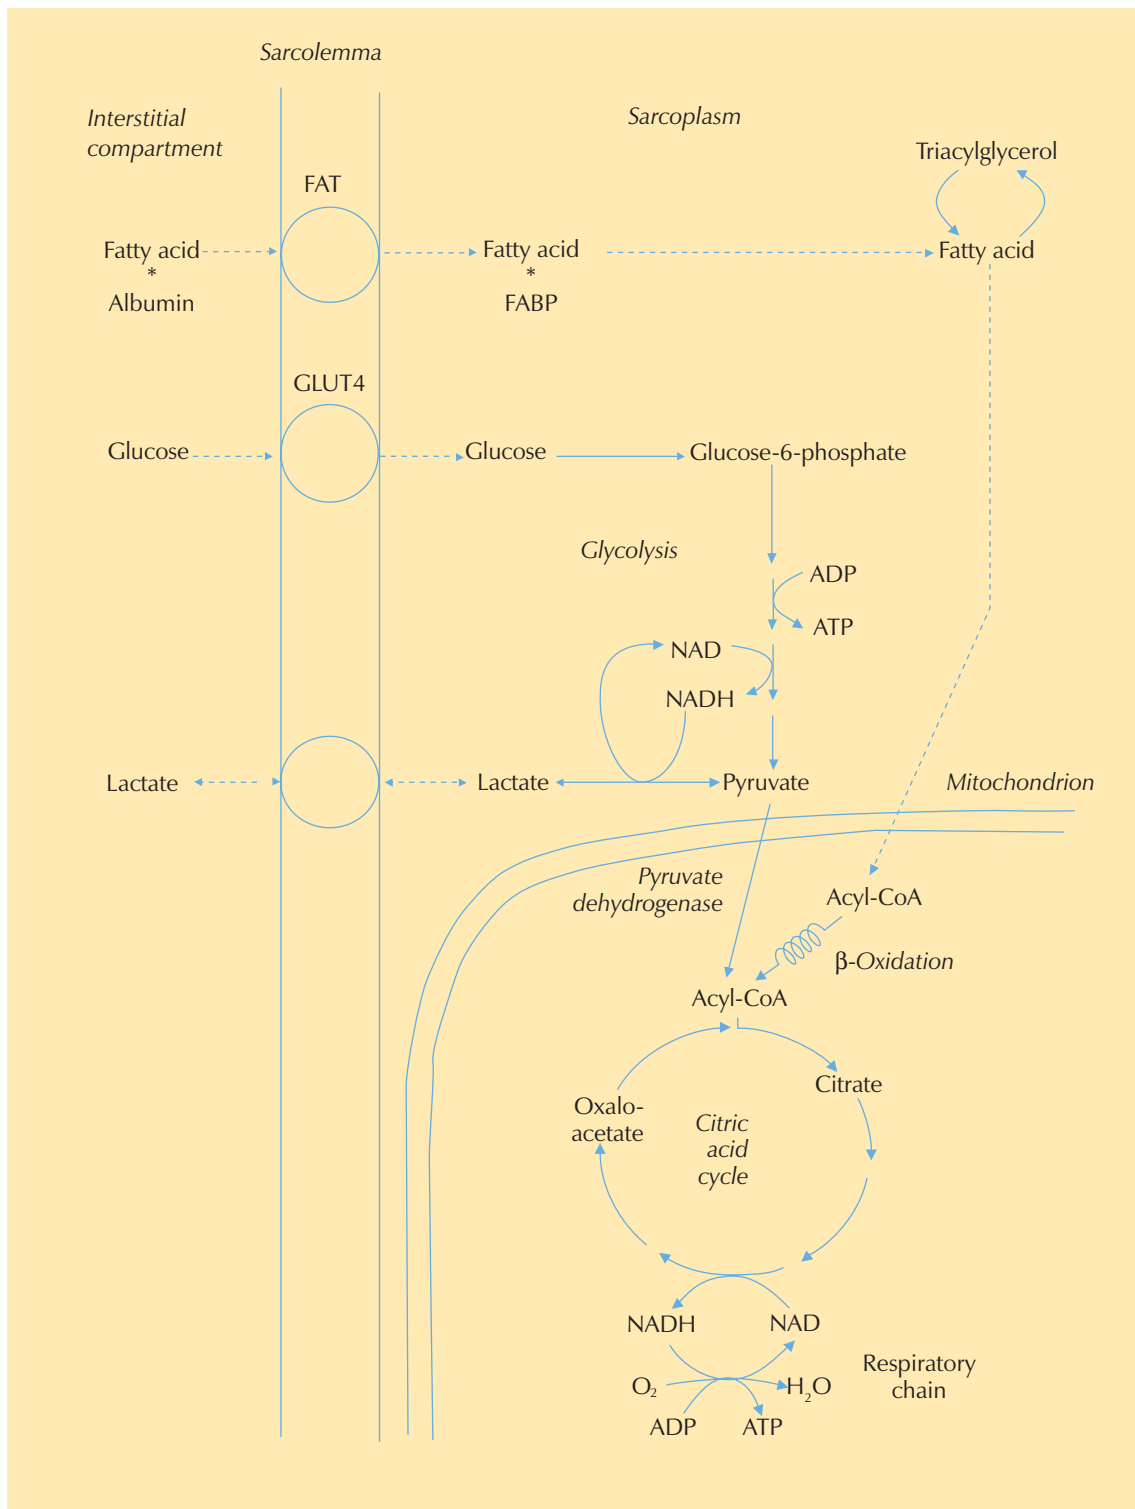 Sarcolemma
Interstitial
compartment
Sarcoplasm
Triacylglycerol
FAT
Fatty acid
*
Albumin
Fatty acid
*
FABP
Fatty acid
GLUT4
Glucose
Glucose
Glucose-6-phosphate
Glycolysis
ADP
ATP
NAD
NADH
Lactate
Lactate
Pyruvate
Mitochondrion
Pyruvate
dehydrogenase
Acyl-CoA
β-Oxidation
Acyl-CoA
Citrate
Oxalo-
acetate
Citric
acid
cycle
NADH
NAD
Respiratory
chain
O₂
H₂O
ADP
ATP